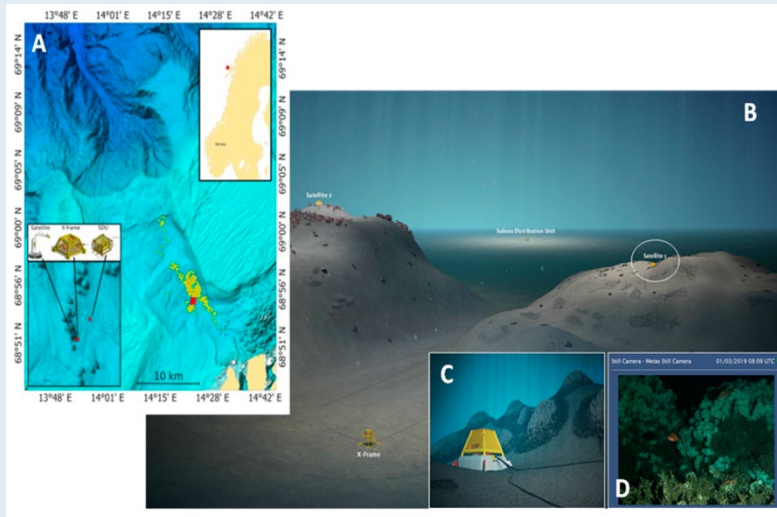 13°48' E 14°01' E 14°15' E 14°28' E 14°42' E
A
69°14' N
69°09' N
69°05' N
69°00' N
68°56' N
68°51' N
69°14' N
69°09' N
69°05' N
69°00' N
68°56' N
68°51' N
Norway
Satellite X-Frame SDU
10 km
13°48' E 14°01' E 14°15' E 14°28' E 14°42' E
B
Satellite 2
Subsea Distribution Unit
Satellite 1
X-Frame
C
Still Camera - Metas Still Camera 01/03/2019 08:09 UTC
D